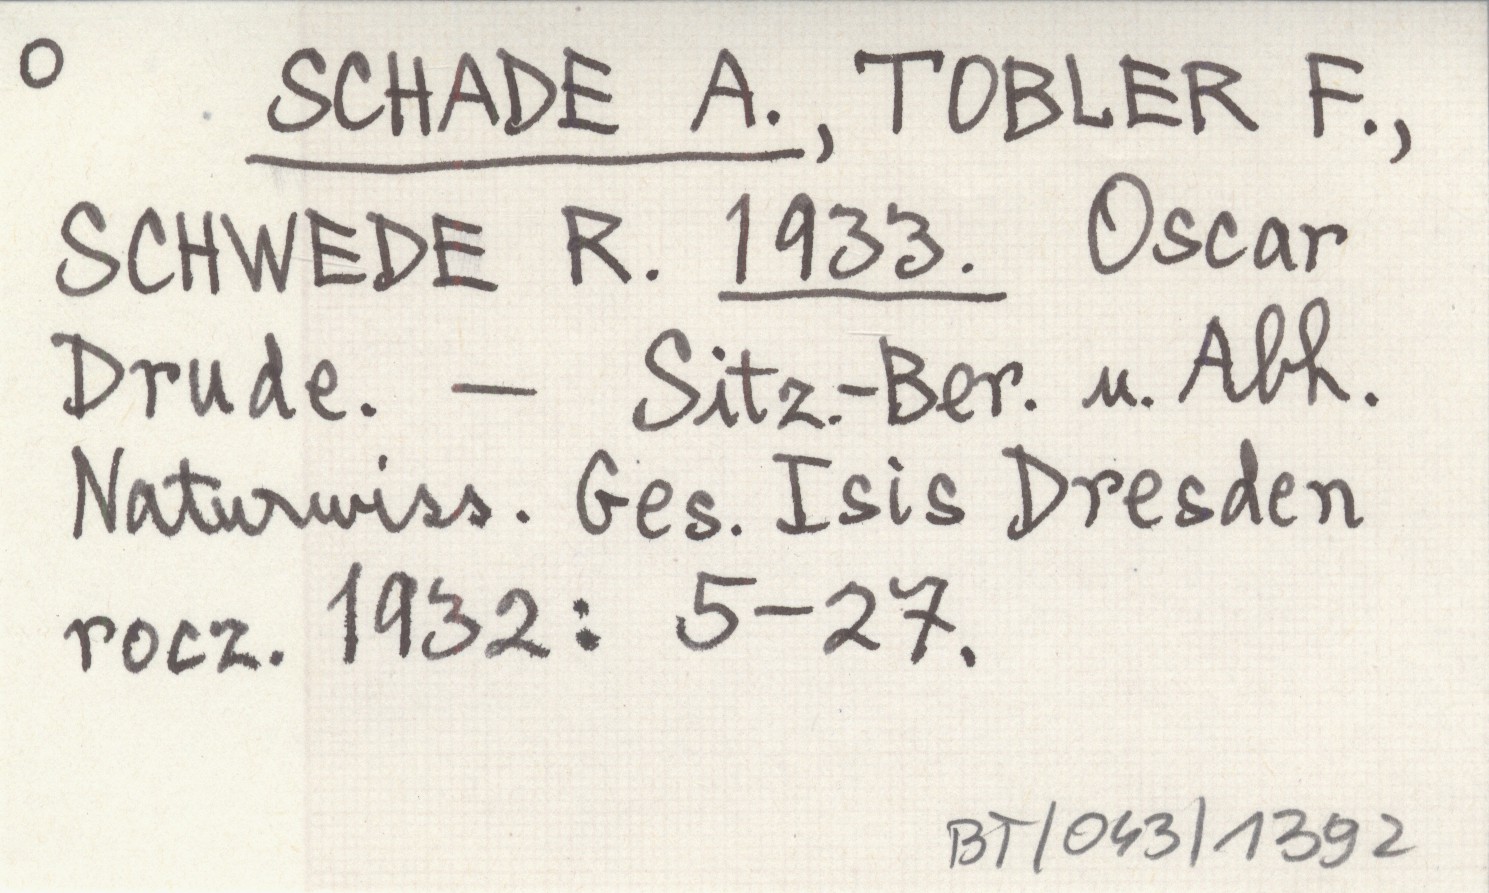 o SCHADE A., TOBLER F.,
SCHWEDE R. 1933. Oscar
Drude. — Sitz.-Ber. u. Abh.
Naturwiss. Ges. Isis Dresden
rocz. 1932: 5-27.
BT/043/1392